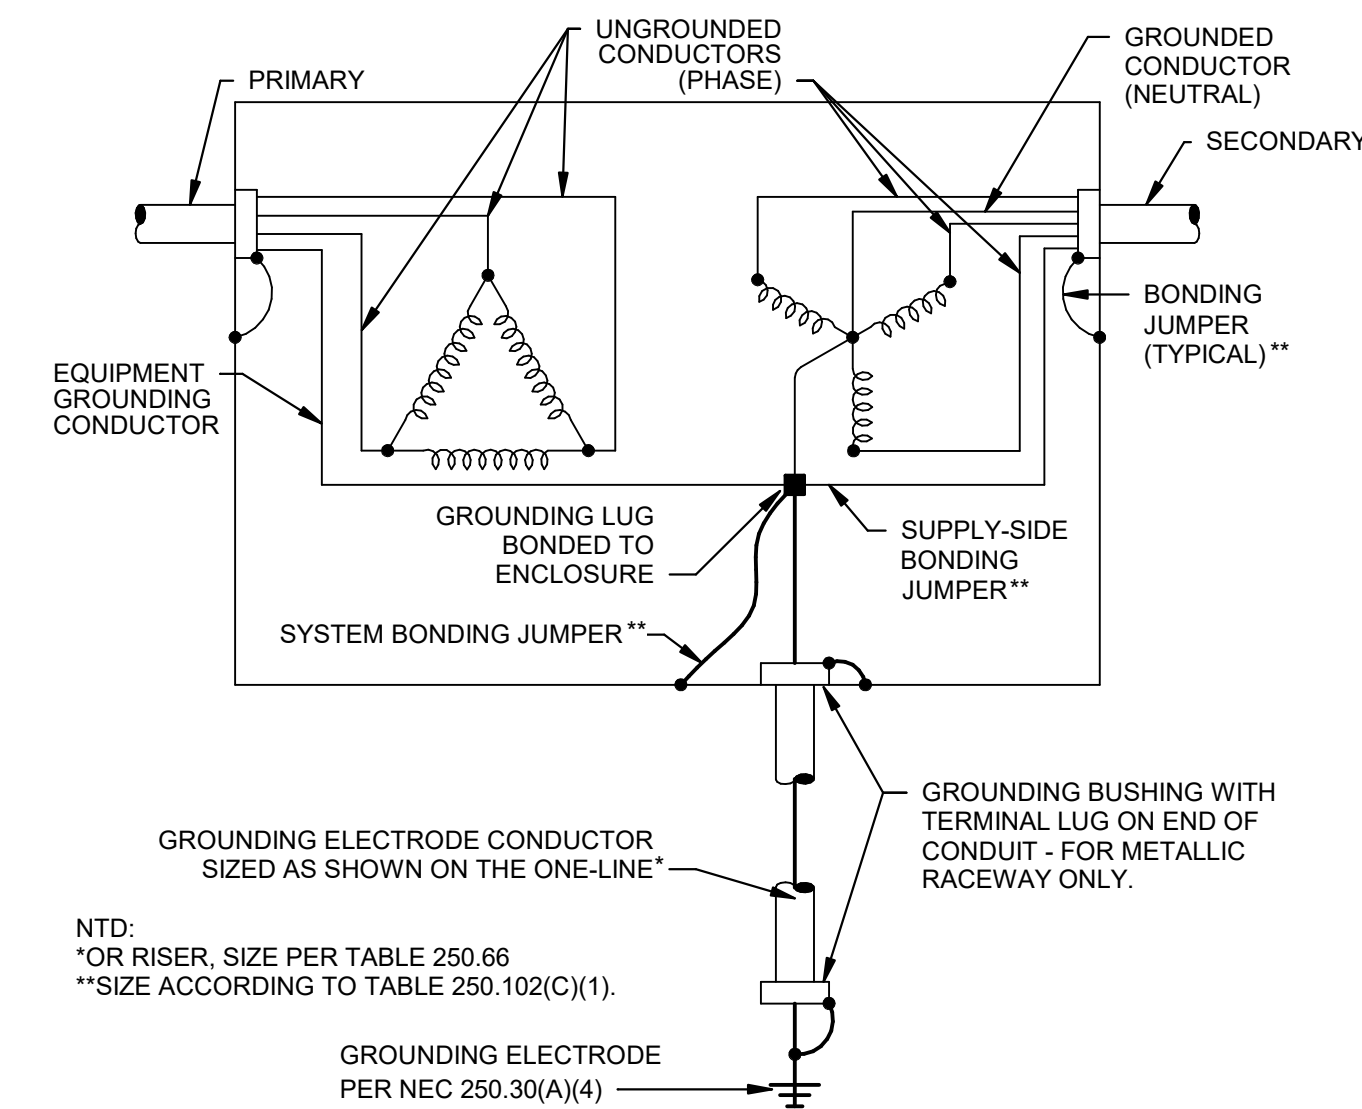 UNGROUNDED
CONDUCTORS
(PHASE)
GROUNDED
CONDUCTOR
(NEUTRAL)
PRIMARY
SECONDARY
BONDING
JUMPER
(TYPICAL)**
EQUIPMENT
GROUNDING
CONDUCTOR
GROUNDING LUG
BONDED TO
ENCLOSURE
SUPPLY-SIDE
BONDING
JUMPER**
SYSTEM BONDING JUMPER**
GROUNDING BUSHING WITH
TERMINAL LUG ON END OF
CONDUIT - FOR METALLIC
RACEWAY ONLY.
GROUNDING ELECTRODE CONDUCTOR
SIZED AS SHOWN ON THE ONE-LINE*
NTD:
*OR RISER, SIZE PER TABLE 250.66
**SIZE ACCORDING TO TABLE 250.102(C)(1).
GROUNDING ELECTRODE
PER NEC 250.30(A)(4)